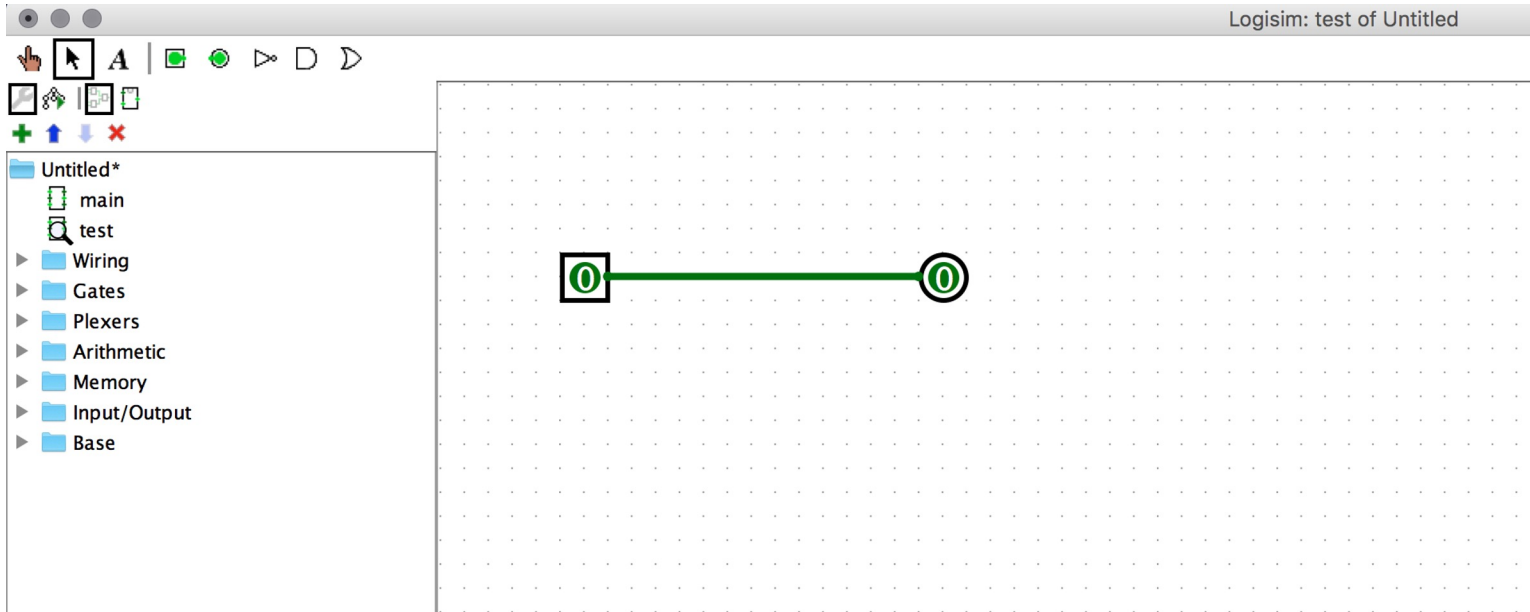 Logisim: test of Untitled
A
Untitled*
main
test
Wiring
Gates
Plexers
Arithmetic
Memory
Input/Output
Base
0 0